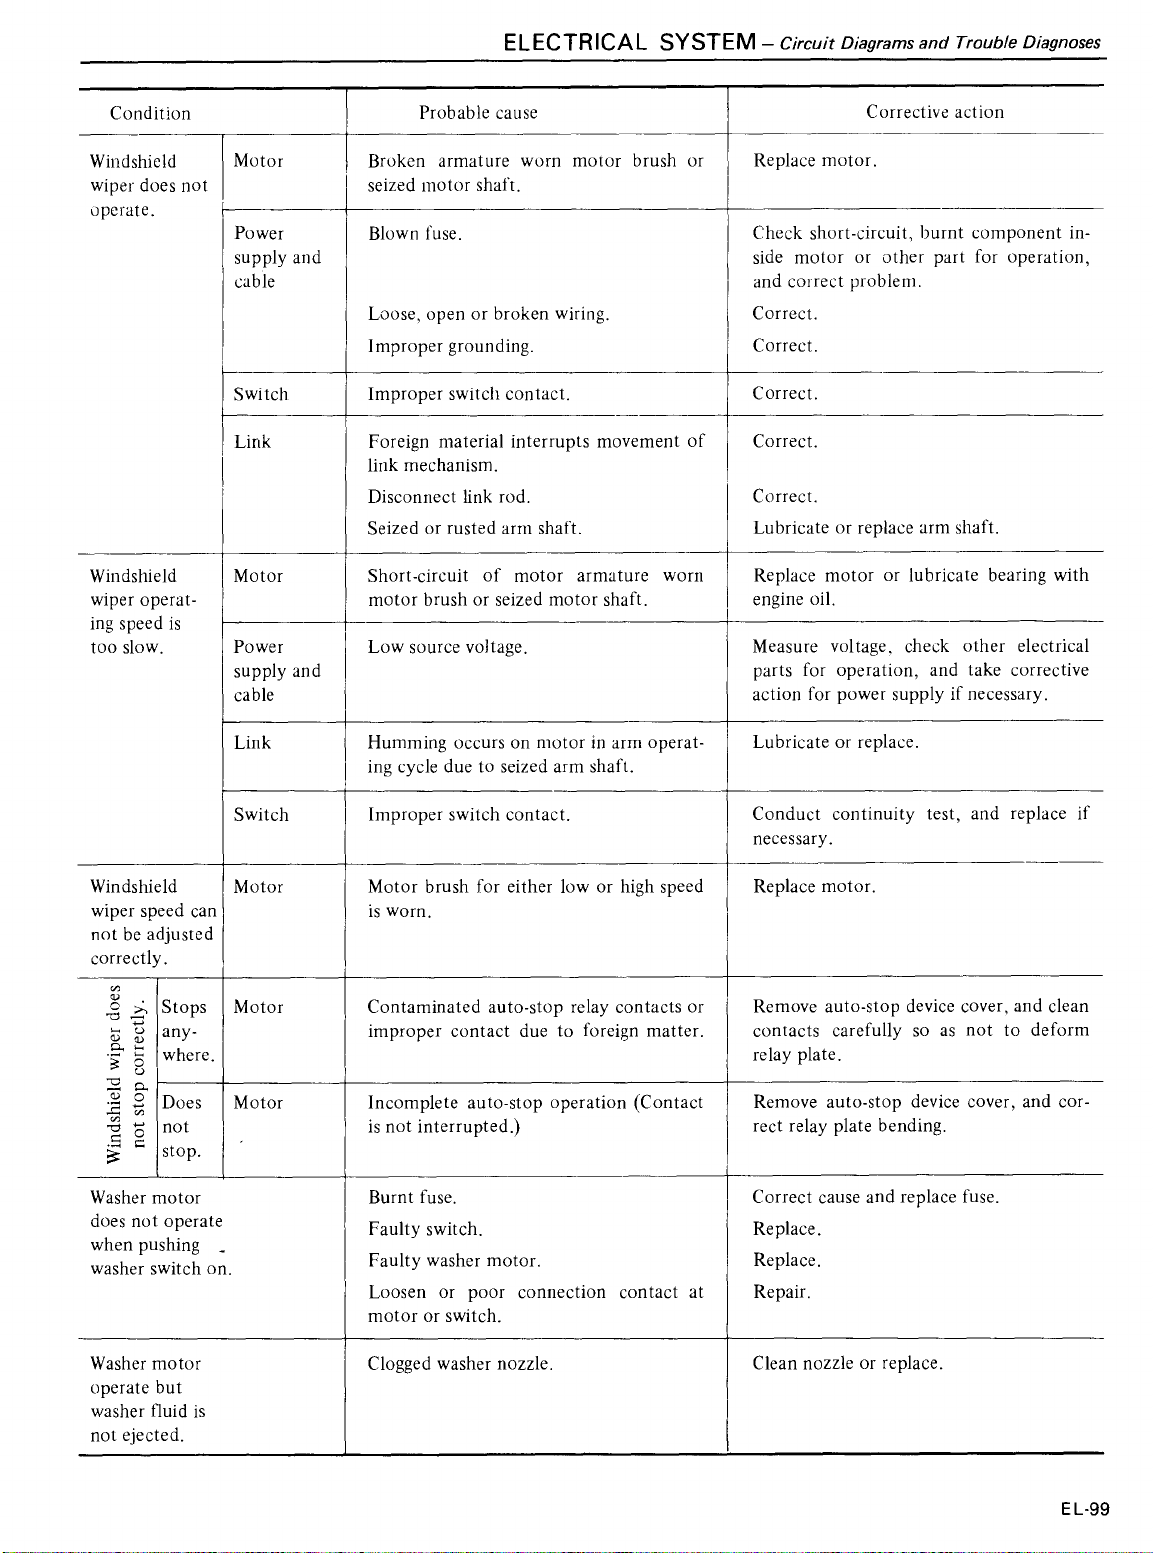 ELECTRICAL SYSTEM – Circuit Diagrams and Trouble Diagnoses
Condition
Probable cause
Corrective action
Windshield
wiper does not
operate.
Motor
Broken armature worn motor brush or
seized motor shaft.
Replace motor.
Power
supply and
cable
Blown fuse.
Check short-circuit, burnt component in-
side motor or other part for operation,
and correct problem.
Loose, open or broken wiring.
Correct.
Improper grounding.
Correct.
Switch
Improper switch contact.
Correct.
Link
Foreign material interrupts movement of
link mechanism.
Correct.
Disconnect link rod.
Correct.
Seized or rusted arm shaft.
Lubricate or replace arm shaft.
Windshield
wiper operat-
ing speed is
too slow.
Motor
Short-circuit of motor armature worn
motor brush or seized motor shaft.
Replace motor or lubricate bearing with
engine oil.
Power
supply and
cable
Low source voltage.
Measure voltage, check other electrical
parts for operation, and take corrective
action for power supply if necessary.
Link
Humming occurs on motor in arm operat-
ing cycle due to seized arm shaft.
Lubricate or replace.
Switch
Improper switch contact.
Conduct continuity test, and replace if
necessary.
Windshield
wiper speed can
not be adjusted
correctly.
Motor
Motor brush for either low or high speed
is worn.
Replace motor.
Windshield wiper does
not stop correctly.
Stops
any-
where.
Motor
Contaminated auto-stop relay contacts or
improper contact due to foreign matter.
Remove auto-stop device cover, and clean
contacts carefully so as not to deform
relay plate.
Does
not
stop.
Motor
Incomplete auto-stop operation (Contact
is not interrupted.)
Remove auto-stop device cover, and cor-
rect relay plate bending.
Washer motor
does not operate
when pushing
washer switch on.
Burnt fuse.
Correct cause and replace fuse.
Faulty switch.
Replace.
Faulty washer motor.
Replace.
Loosen or poor connection contact at
motor or switch.
Repair.
Washer motor
operate but
washer fluid is
not ejected.
Clogged washer nozzle.
Clean nozzle or replace.
EL-99